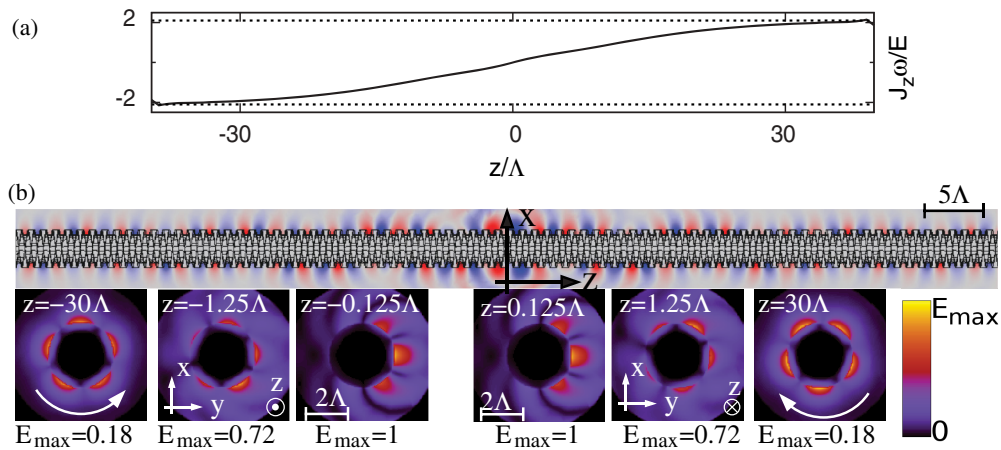 (a)
2
-2
-30
0
30
z/Λ
J_zω/E
(b)
5Λ
x
z
z=−30Λ
z=−1.25Λ
z=−0.125Λ
z=0.125Λ
z=1.25Λ
z=30Λ
E_max
x
y
z
2Λ
2Λ
x
y
z
0
E_max=0.18
E_max=0.72
E_max=1
E_max=1
E_max=0.72
E_max=0.18